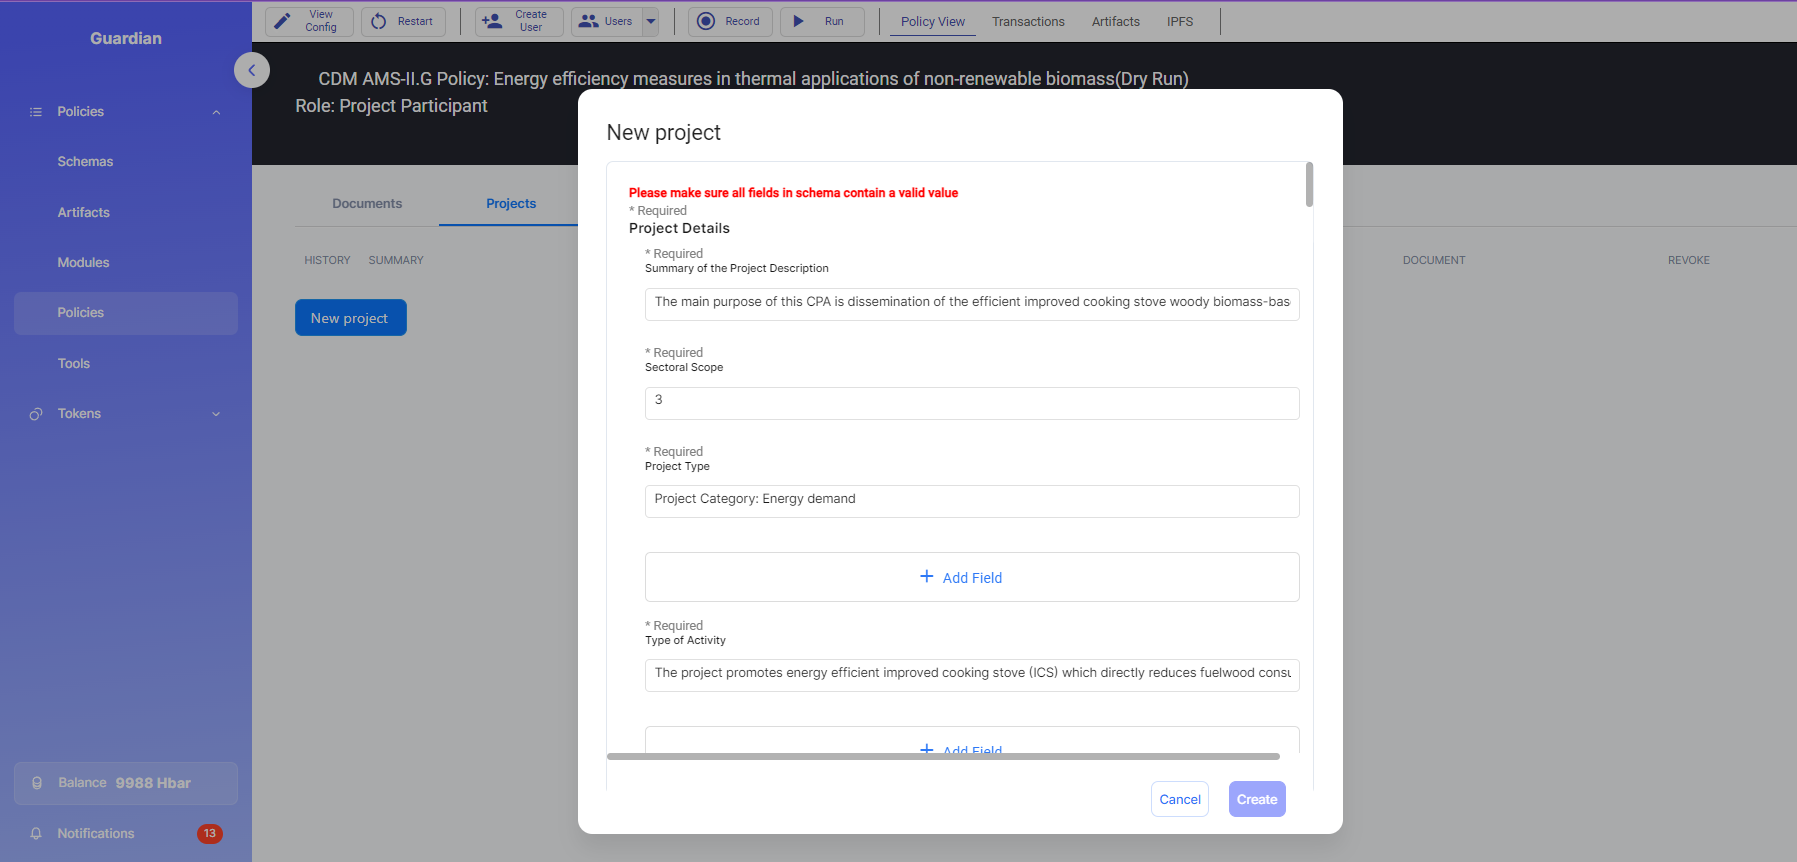 Guardian
Policies
Schemas
Artifacts
Modules
Policies
Tools
Tokens
Balance 9988 Hbar
Notifications 13
View Config
Restart
Create User
Users
Record
Run
Policy View
Transactions
Artifacts
IPFS
CDM AMS-II.G Policy: Energy efficiency measures in thermal applications of non-renewable biomass(Dry Run)
Role: Project Participant
Documents
Projects
HISTORY
SUMMARY
DOCUMENT
REVOKE
New project
New project
Please make sure all fields in schema contain a valid value
* Required
Project Details
* Required
Summary of the Project Description
The main purpose of this CPA is dissemination of the efficient improved cooking stove woody biomass-bas
* Required
Sectoral Scope
3
* Required
Project Type
Project Category: Energy demand
+ Add Field
* Required
Type of Activity
The project promotes energy efficient improved cooking stove (ICS) which directly reduces fuelwood consu
+ Add Field
Cancel
Create